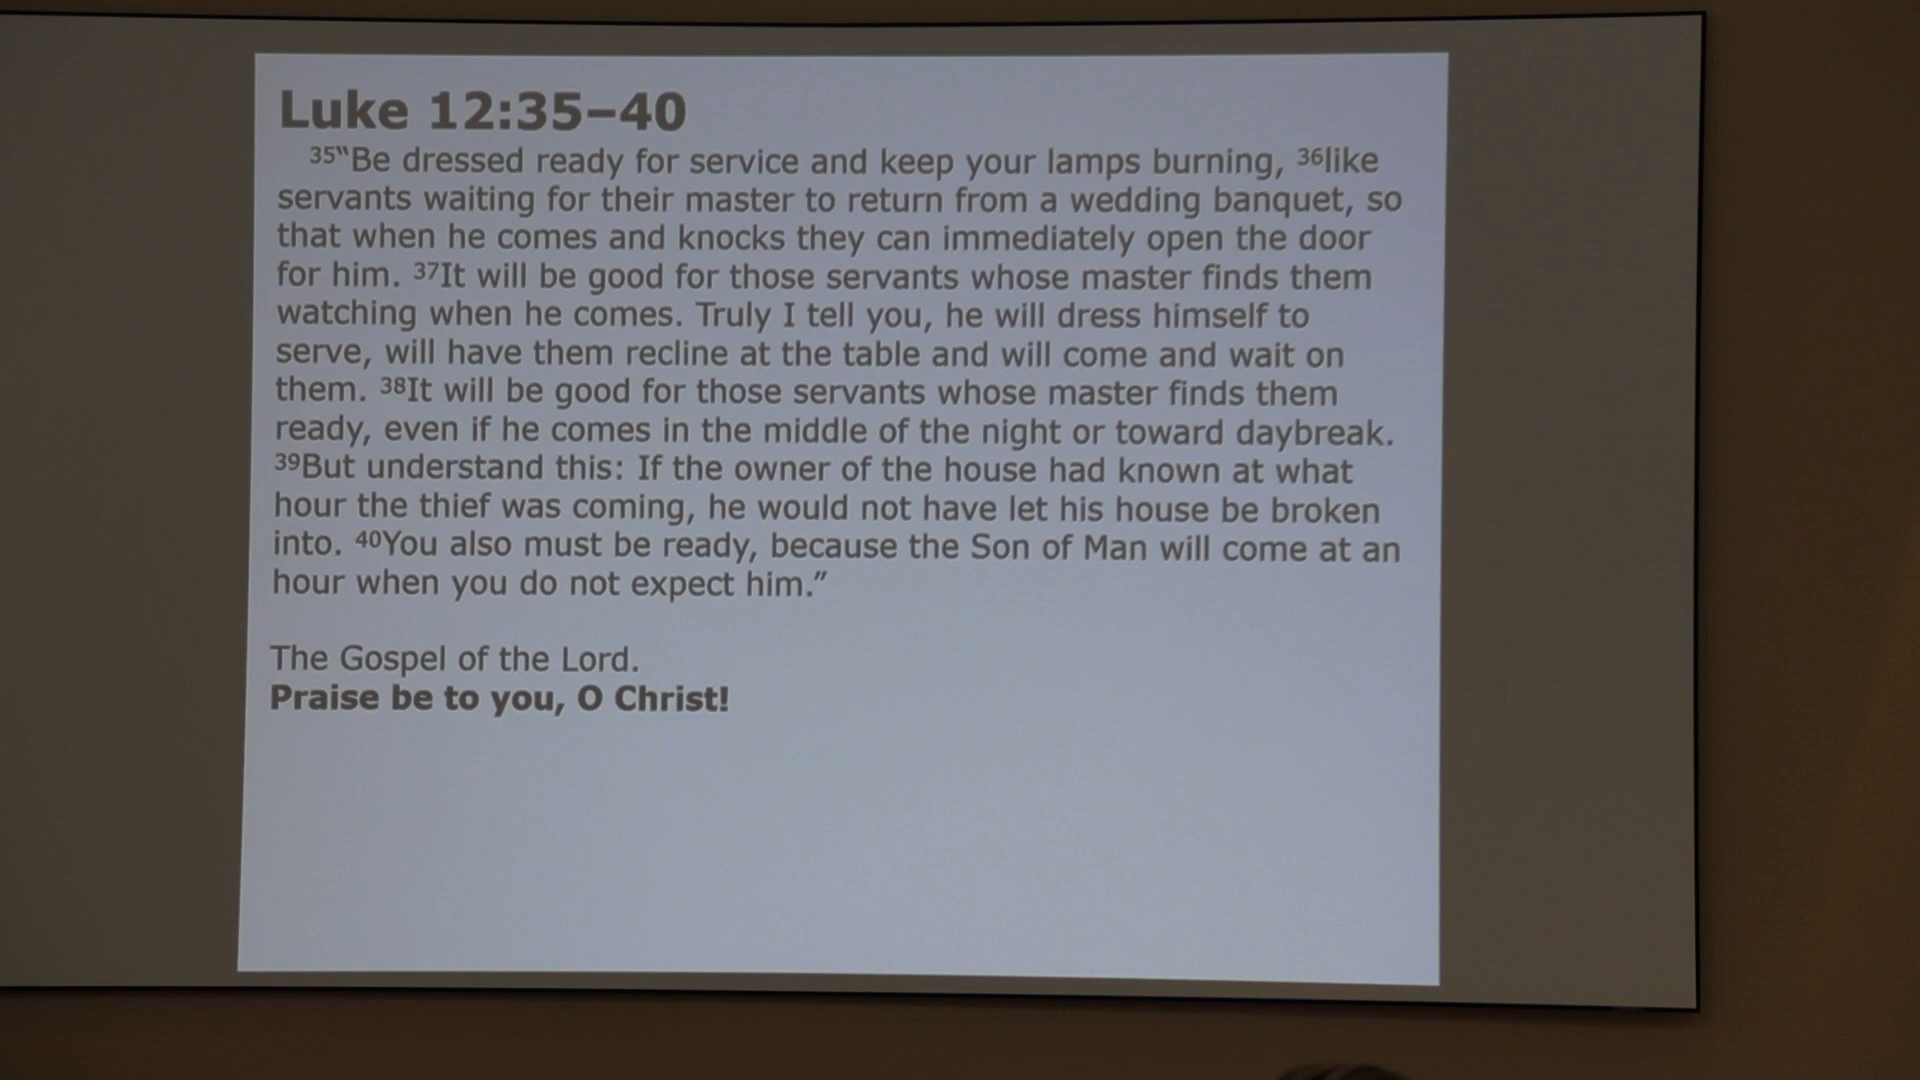 Luke 12:35–40
35“Be dressed ready for service and keep your lamps burning, 36like
servants waiting for their master to return from a wedding banquet, so
that when he comes and knocks they can immediately open the door
for him. 37It will be good for those servants whose master finds them
watching when he comes. Truly I tell you, he will dress himself to
serve, will have them recline at the table and will come and wait on
them. 38It will be good for those servants whose master finds them
ready, even if he comes in the middle of the night or toward daybreak.
39But understand this: If the owner of the house had known at what
hour the thief was coming, he would not have let his house be broken
into. 40You also must be ready, because the Son of Man will come at an
hour when you do not expect him.”
The Gospel of the Lord.
Praise be to you, O Christ!